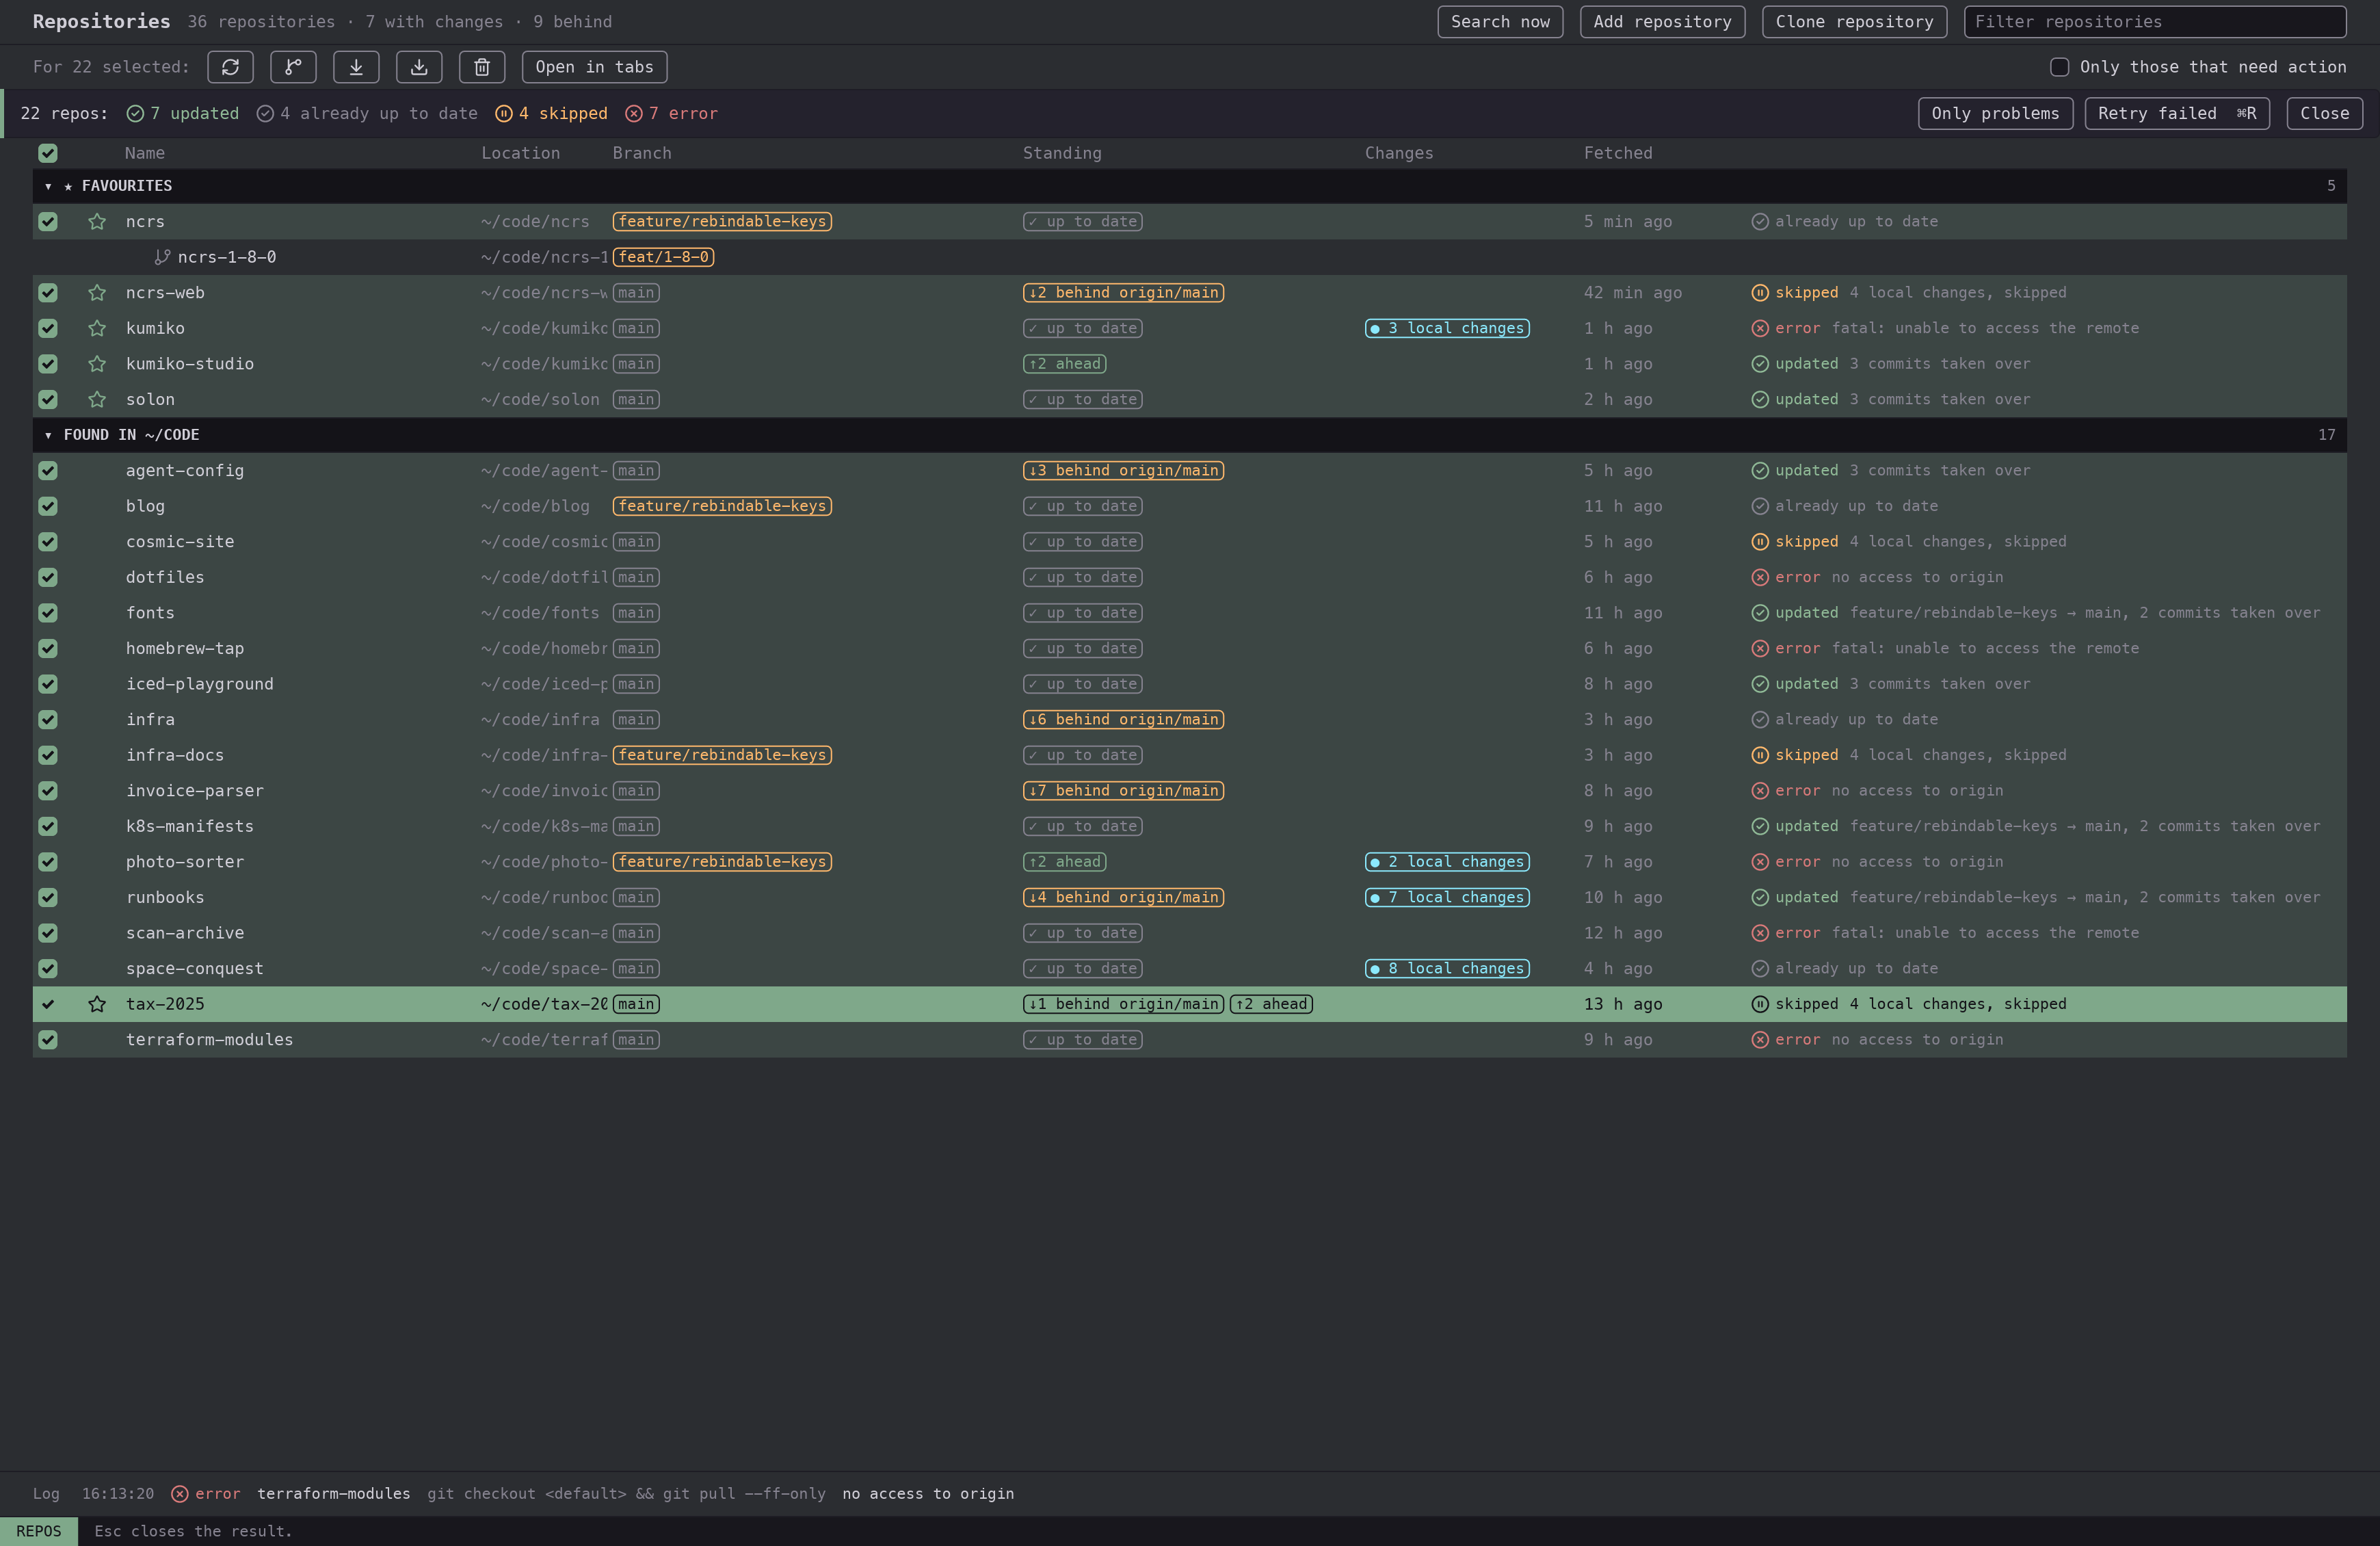 Repositories 36 repositories · 7 with changes · 9 behind Search now Add repository Clone repository Filter repositories
For 22 selected: Open in tabs Only those that need action
22 repos: 7 updated 4 already up to date 4 skipped 7 error Only problems Retry failed ⌘R Close
Name Location Branch Standing Changes Fetched
▾ ★ FAVOURITES 5
ncrs ~/code/ncrs feature/rebindable-keys ✓ up to date 5 min ago already up to date
ncrs-1-8-0 ~/code/ncrs-1 feat/1-8-0
ncrs-web ~/code/ncrs-w main ↓2 behind origin/main 42 min ago skipped 4 local changes, skipped
kumiko ~/code/kumiko main ✓ up to date ● 3 local changes 1 h ago error fatal: unable to access the remote
kumiko-studio ~/code/kumiko main ↑2 ahead 1 h ago updated 3 commits taken over
solon ~/code/solon main ✓ up to date 2 h ago updated 3 commits taken over
▾ FOUND IN ~/CODE 17
agent-config ~/code/agent- main ↓3 behind origin/main 5 h ago updated 3 commits taken over
blog ~/code/blog feature/rebindable-keys ✓ up to date 11 h ago already up to date
cosmic-site ~/code/cosmic main ✓ up to date 5 h ago skipped 4 local changes, skipped
dotfiles ~/code/dotfil main ✓ up to date 6 h ago error no access to origin
fonts ~/code/fonts main ✓ up to date 11 h ago updated feature/rebindable-keys → main, 2 commits taken over
homebrew-tap ~/code/homebr main ✓ up to date 6 h ago error fatal: unable to access the remote
iced-playground ~/code/iced-p main ✓ up to date 8 h ago updated 3 commits taken over
infra ~/code/infra main ↓6 behind origin/main 3 h ago already up to date
infra-docs ~/code/infra- feature/rebindable-keys ✓ up to date 3 h ago skipped 4 local changes, skipped
invoice-parser ~/code/invoic main ↓7 behind origin/main 8 h ago error no access to origin
k8s-manifests ~/code/k8s-ma main ✓ up to date 9 h ago updated feature/rebindable-keys → main, 2 commits taken over
photo-sorter ~/code/photo- feature/rebindable-keys ↑2 ahead ● 2 local changes 7 h ago error no access to origin
runbooks ~/code/runboo main ↓4 behind origin/main ● 7 local changes 10 h ago updated feature/rebindable-keys → main, 2 commits taken over
scan-archive ~/code/scan-a main ✓ up to date 12 h ago error fatal: unable to access the remote
space-conquest ~/code/space- main ✓ up to date ● 8 local changes 4 h ago already up to date
tax-2025 ~/code/tax-20 main ↓1 behind origin/main ↑2 ahead 13 h ago skipped 4 local changes, skipped
terraform-modules ~/code/terraf main ✓ up to date 9 h ago error no access to origin
Log 16:13:20 error terraform-modules git checkout <default> && git pull --ff-only no access to origin
REPOS Esc closes the result.